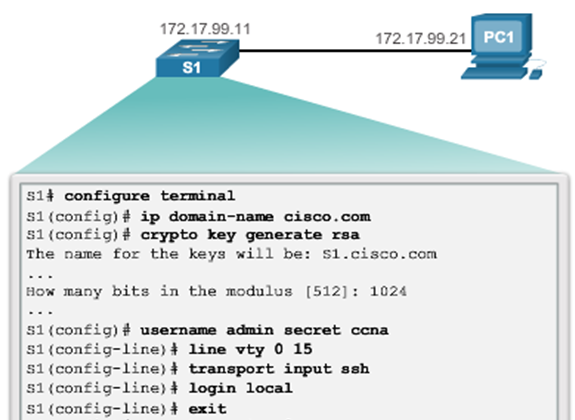 172.17.99.11
172.17.99.21
PC1
S1
S1# configure terminal
S1(config)# ip domain-name cisco.com
S1(config)# crypto key generate rsa
The name for the keys will be: S1.cisco.com
...
How many bits in the modulus [512]: 1024
...
S1(config)# username admin secret ccna
S1(config-line)# line vty 0 15
S1(config-line)# transport input ssh
S1(config-line)# login local
S1(config-line)# exit